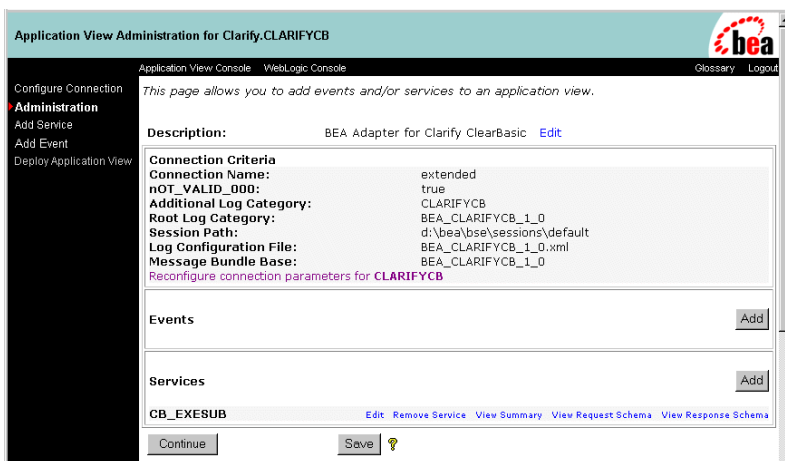 Application View Administration for Clarify.CLARIFYCB
bea
Application View Console WebLogic Console Glossary Logout
Configure Connection
Administration
Add Service
Add Event
Deploy Application View
This page allows you to add events and/or services to an application view.
Description: BEA Adapter for Clarify ClearBasic Edit
Connection Criteria
Connection Name: extended
nOT_VALID_000: true
Additional Log Category: CLARIFYCB
Root Log Category: BEA_CLARIFYCB_1_0
Session Path: d:\bea\bse\sessions\default
Log Configuration File: BEA_CLARIFYCB_1_0.xml
Message Bundle Base: BEA_CLARIFYCB_1_0
Reconfigure connection parameters for CLARIFYCB
Events Add
Services Add
CB_EXESUB Edit Remove Service View Summary View Request Schema View Response Schema
Continue Save ?